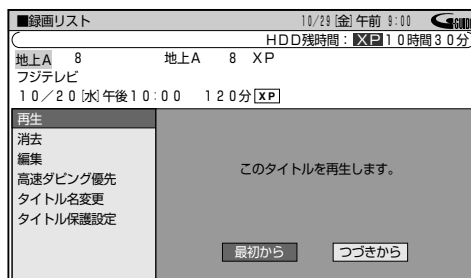 ■録画リスト 10/29[金]午前 9:00 G-GUIDE
HDD残時間：XP10時間30分
地上A 8 地上A 8 XP
フジテレビ
10／20[水]午後10:00 120分XP
再生
消去
編集
高速ダビング優先
タイトル名変更
タイトル保護設定
このタイトルを再生します。
最初から つづきから